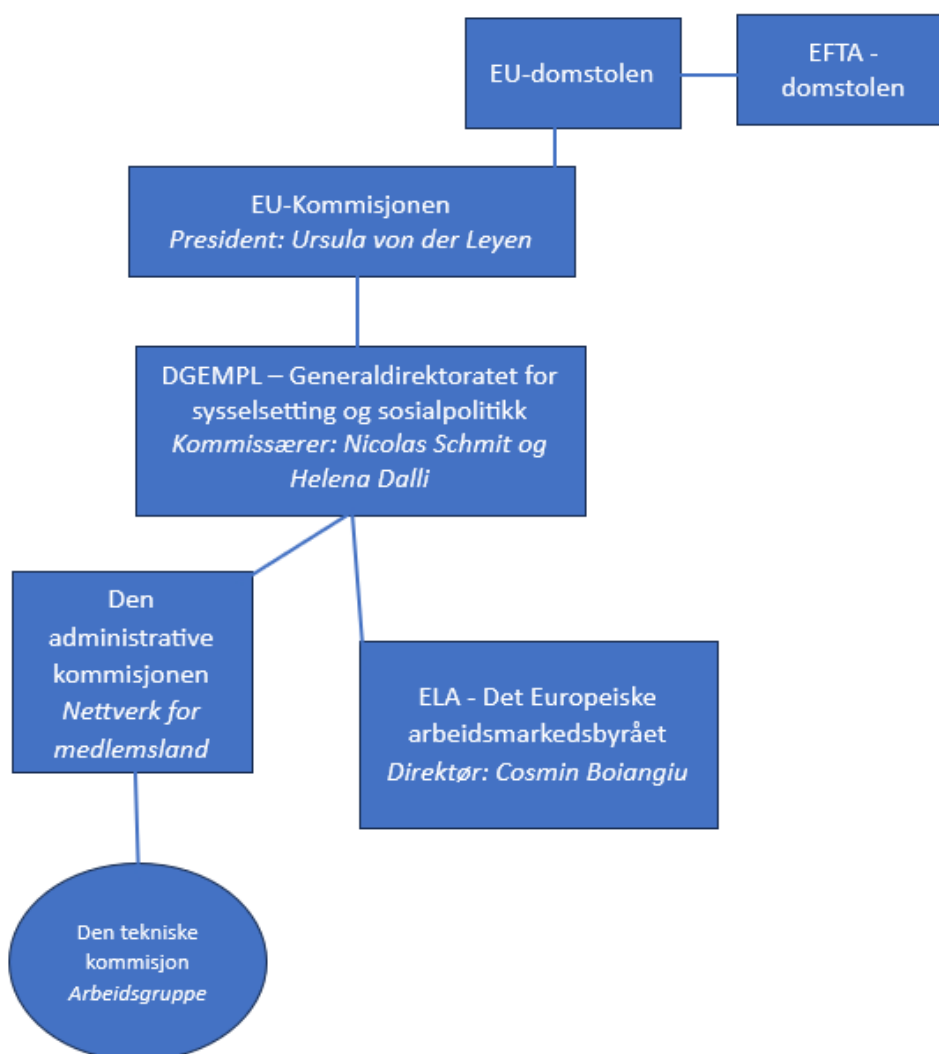 EU-domstolen
EFTA -
domstolen
EU-Kommisjonen
President: Ursula von der Leyen
DGEMPL – Generaldirektoratet for
sysselsetting og sosialpolitikk
Kommissærer: Nicolas Schmit og
Helena Dalli
Den
administrative
kommisjonen
Nettverk for
medlemsland
ELA - Det Europeiske
arbeidsmarkedsbyrået
Direktør: Cosmin Boiangiu
Den tekniske
kommisjon
Arbeidsgruppe